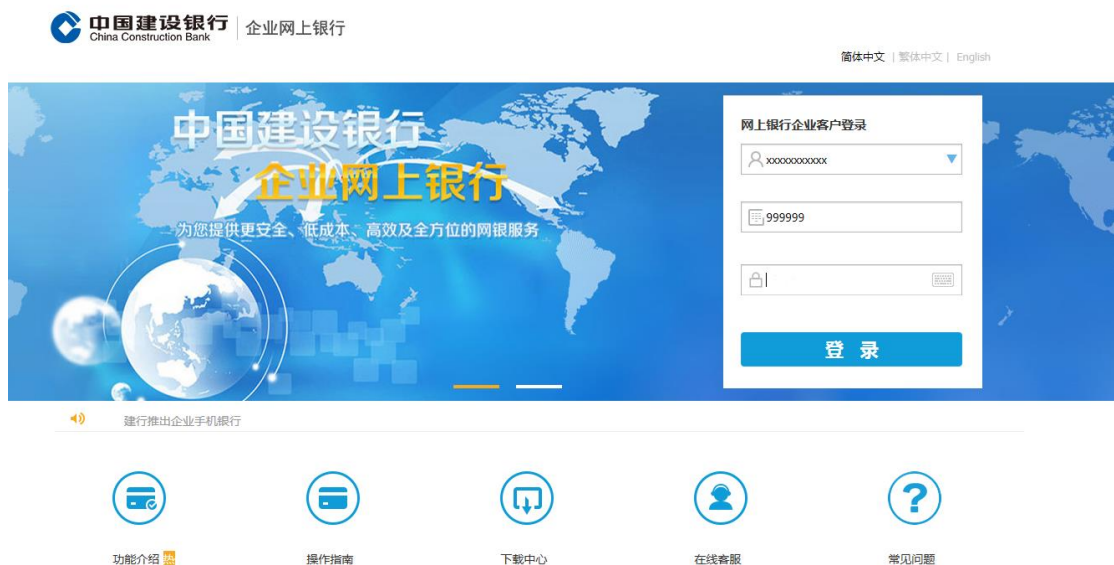 中国建设银行 企业网上银行
China Construction Bank
简体中文 | 繁体中文 | English
中国建设银行
企业网上银行
为您提供更安全、低成本、高效及全方位的网银服务
网上银行企业客户登录
xxxxxxxxxxx
999999
登 录
建行推出企业手机银行
功能介绍 热 操作指南 下载中心 在线客服 常见问题